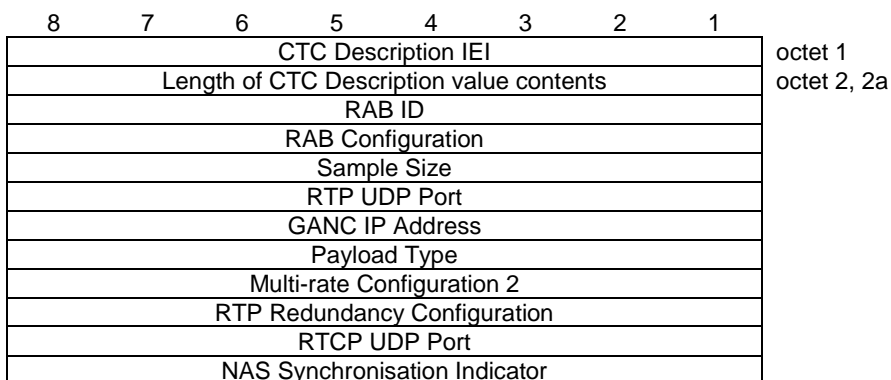 8 7 6 5 4 3 2 1
CTC Description IEI octet 1
Length of CTC Description value contents octet 2, 2a
RAB ID
RAB Configuration
Sample Size
RTP UDP Port
GANC IP Address
Payload Type
Multi-rate Configuration 2
RTP Redundancy Configuration
RTCP UDP Port
NAS Synchronisation Indicator